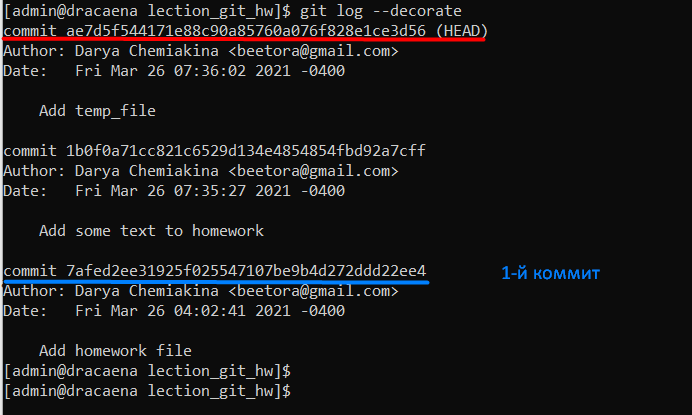 [admin@dracaena lection_git_hw]$ git log --decorate
commit ae7d5f544171e88c90a85760a076f828e1ce3d56 (HEAD)
Author: Darya Chemiakina <beetora@gmail.com>
Date:   Fri Mar 26 07:36:02 2021 -0400
    Add temp_file
commit 1b0f0a71cc821c6529d134e4854854fbd92a7cff
Author: Darya Chemiakina <beetora@gmail.com>
Date:   Fri Mar 26 07:35:27 2021 -0400
    Add some text to homework
commit 7afed2ee31925f025547107be9b4d272ddd22ee4 1-й коммит
Author: Darya Chemiakina <beetora@gmail.com>
Date:   Fri Mar 26 04:02:41 2021 -0400
    Add homework file
[admin@dracaena lection_git_hw]$
[admin@dracaena lection_git_hw]$